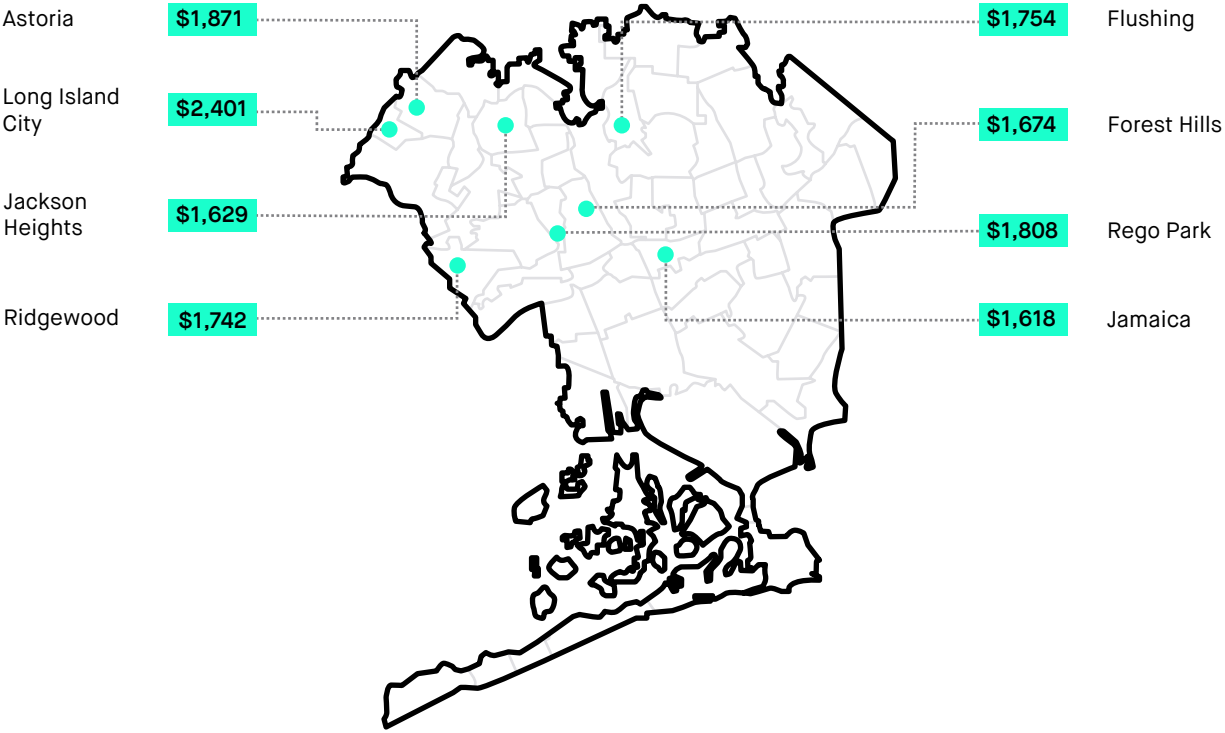 Astoria
$1,871
Long Island
City
$2,401
Jackson
Heights
$1,629
Ridgewood
$1,742
$1,754
Flushing
$1,674
Forest Hills
$1,808
Rego Park
$1,618
Jamaica